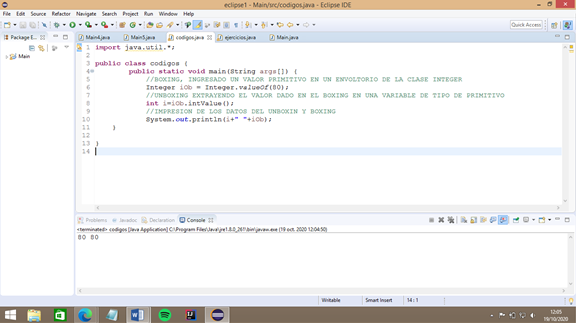 eclipse1 - Main/src/codigos.java - Eclipse IDE
File Edit Source Refactor Navigate Search Project Run Window Help
Quick Access
Package E...
Main4.java Main5.java codigos.java ejercicios.java Main.java
Main
1 import java.util.*;
2
3 public class codigos {
4 public static void main(String args[]) {
5 //BOXING, INGRESADO UN VALOR PRIMITIVO EN UN ENVOLTORIO DE LA CLASE INTEGER
6 Integer iOb = Integer.valueOf(80);
7 //UNBOXING EXTRAYENDO EL VALOR DADO EN EL BOXING EN UNA VARIABLE DE TIPO DE PRIMITIVO
8 int i=iOb.intValue();
9 //IMPRESION DE LOS DATOS DEL UNBOXIN Y BOXING
10 System.out.println(i+" "+iOb);
11 }
12
13 }
14
Problems Javadoc Declaration Console
<terminated> codigos [Java Application] C:\Program Files\Java\jre1.8.0_261\bin\javaw.exe (19 oct. 2020 12:04:50)
80 80
Writable Smart Insert 14 : 1
12:05
19/10/2020